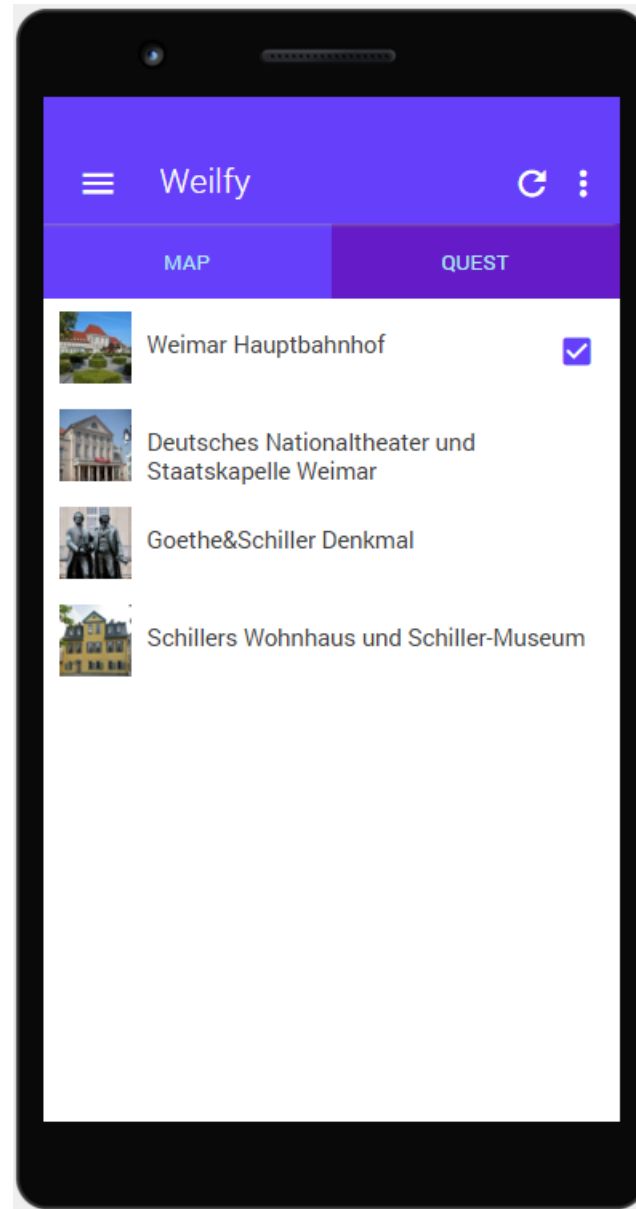 Weilfy
MAP
QUEST
Weimar Hauptbahnhof
Deutsches Nationaltheater und
Staatskapelle Weimar
Goethe&Schiller Denkmal
Schillers Wohnhaus und Schiller-Museum